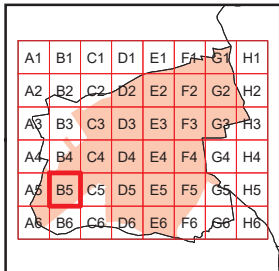 A1 B1 C1 D1 E1 F1 G1 H1
A2 B2 C2 D2 E2 F2 G2 H2
A3 B3 C3 D3 E3 F3 G3 H3
A4 B4 C4 D4 E4 F4 G4 H4
A5 B5 C5 D5 E5 F5 G5 H5
A6 B6 C6 D6 E6 F6 G6 H6